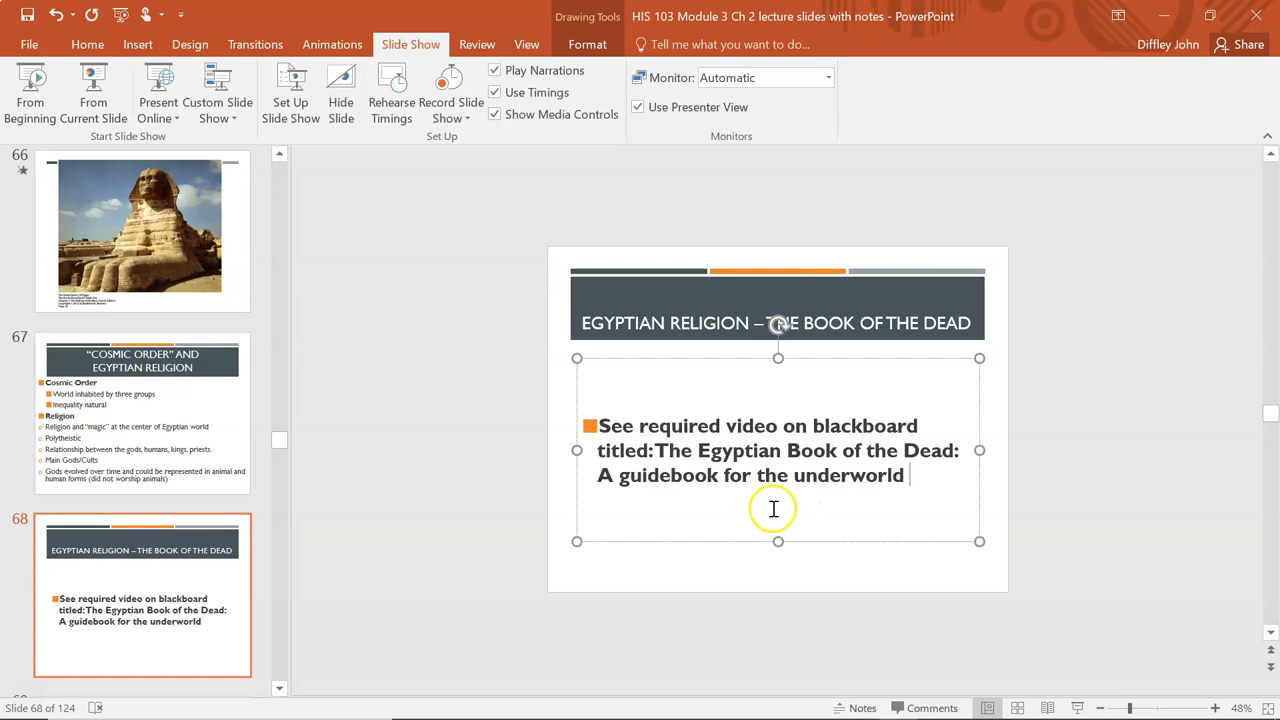 Drawing Tools
HIS 103 Module 3 Ch 2 lecture slides with notes - PowerPoint
File Home Insert Design Transitions Animations Slide Show Review View Format Tell me what you want to do... Diffley John Share
From Beginning
From Current Slide
Present Online
Custom Slide Show
Start Slide Show
Set Up Slide Show
Hide Slide
Rehearse Timings
Record Slide Show
Play Narrations
Use Timings
Show Media Controls
Set Up
Monitor: Automatic
Use Presenter View
Monitors
66
67
"COSMIC ORDER" AND
EGYPTIAN RELIGION
Cosmic Order
World inhabited by three groups
Inequality natural
Religion
Religion and "magic" at the center of Egyptian world
Polytheistic
Relationship between the gods, humans, kings, priests
Main Gods/Cults
Gods evolved over time and could be represented in animal and
human forms (did not worship animals)
68
EGYPTIAN RELIGION – THE BOOK OF THE DEAD
See required video on blackboard
titled: The Egyptian Book of the Dead:
A guidebook for the underworld
EGYPTIAN RELIGION – THE BOOK OF THE DEAD
See required video on blackboard
titled: The Egyptian Book of the Dead:
A guidebook for the underworld
Slide 68 of 124
Notes
Comments
48%